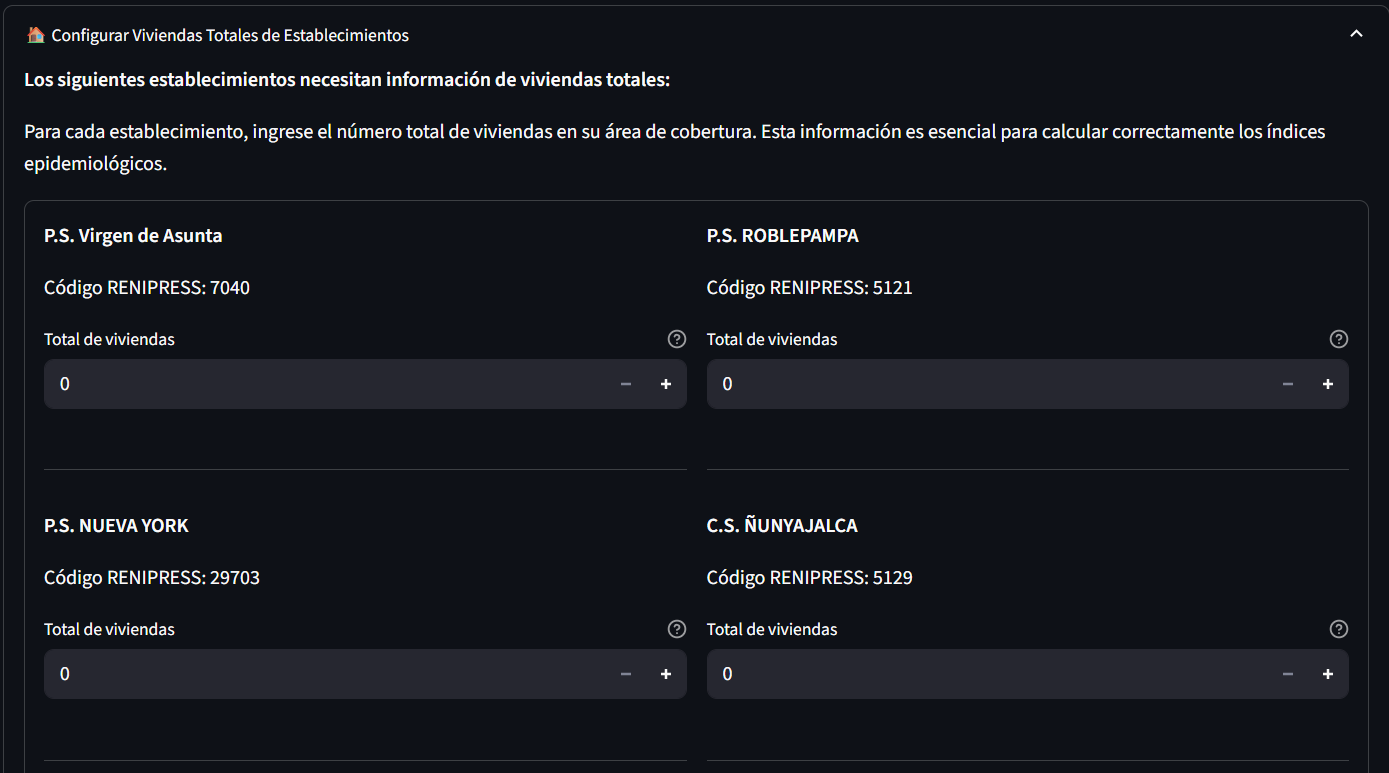 Configurar Viviendas Totales de Establecimientos
Los siguientes establecimientos necesitan información de viviendas totales:
Para cada establecimiento, ingrese el número total de viviendas en su área de cobertura. Esta información es esencial para calcular correctamente los índices
epidemiológicos.
P.S. Virgen de Asunta
Código RENIPRESS: 7040
Total de viviendas
0
P.S. ROBLEPAMPA
Código RENIPRESS: 5121
Total de viviendas
0
P.S. NUEVA YORK
Código RENIPRESS: 29703
Total de viviendas
0
C.S. ÑUNYAJALCA
Código RENIPRESS: 5129
Total de viviendas
0